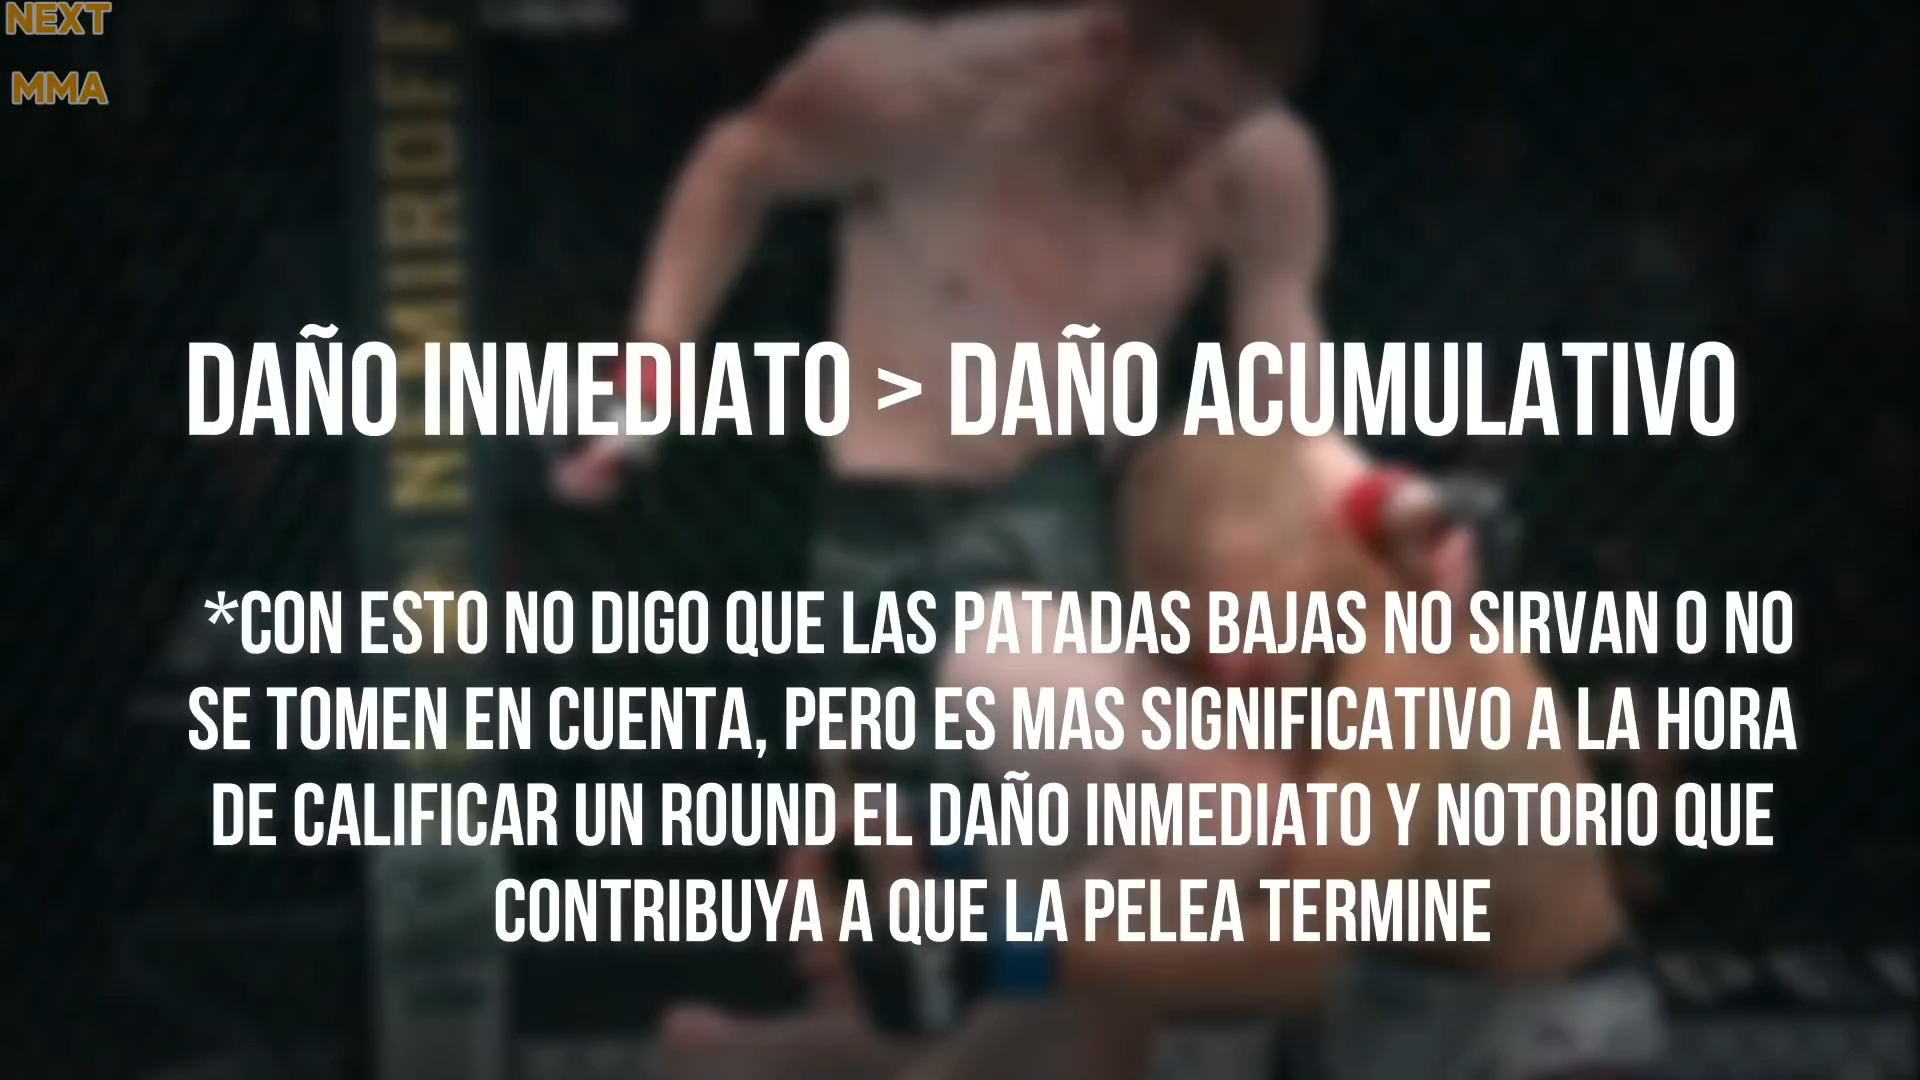 NEXT
MMA
NEMIROFF
DAÑO INMEDIATO > DAÑO ACUMULATIVO
*CON ESTO NO DIGO QUE LAS PATADAS BAJAS NO SIRVAN O NO
SE TOMEN EN CUENTA, PERO ES MAS SIGNIFICATIVO A LA HORA
DE CALIFICAR UN ROUND EL DAÑO INMEDIATO Y NOTORIO QUE
CONTRIBUYA A QUE LA PELEA TERMINE